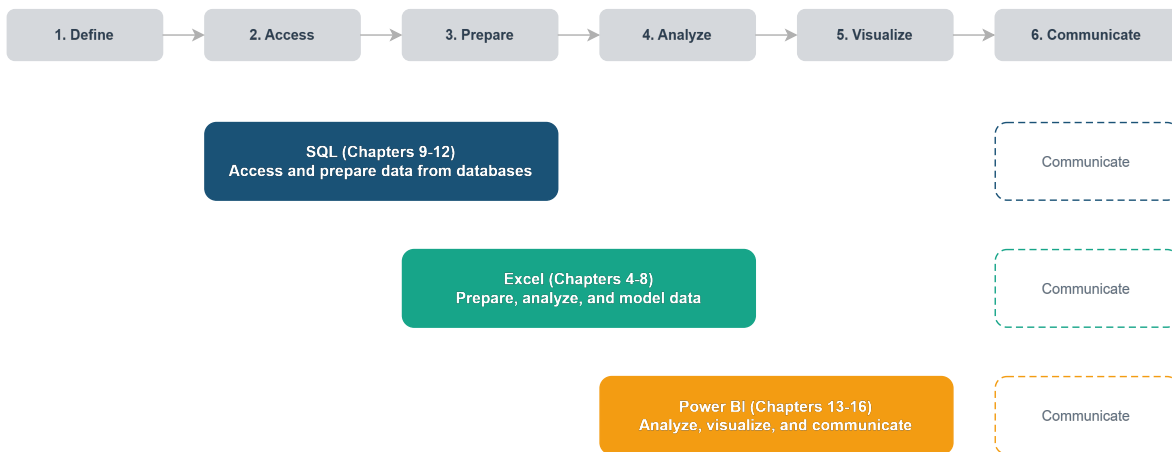 1. Define
2. Access
3. Prepare
4. Analyze
5. Visualize
6. Communicate
SQL (Chapters 9-12)
Access and prepare data from databases
Communicate
Excel (Chapters 4-8)
Prepare, analyze, and model data
Communicate
Power BI (Chapters 13-16)
Analyze, visualize, and communicate
Communicate